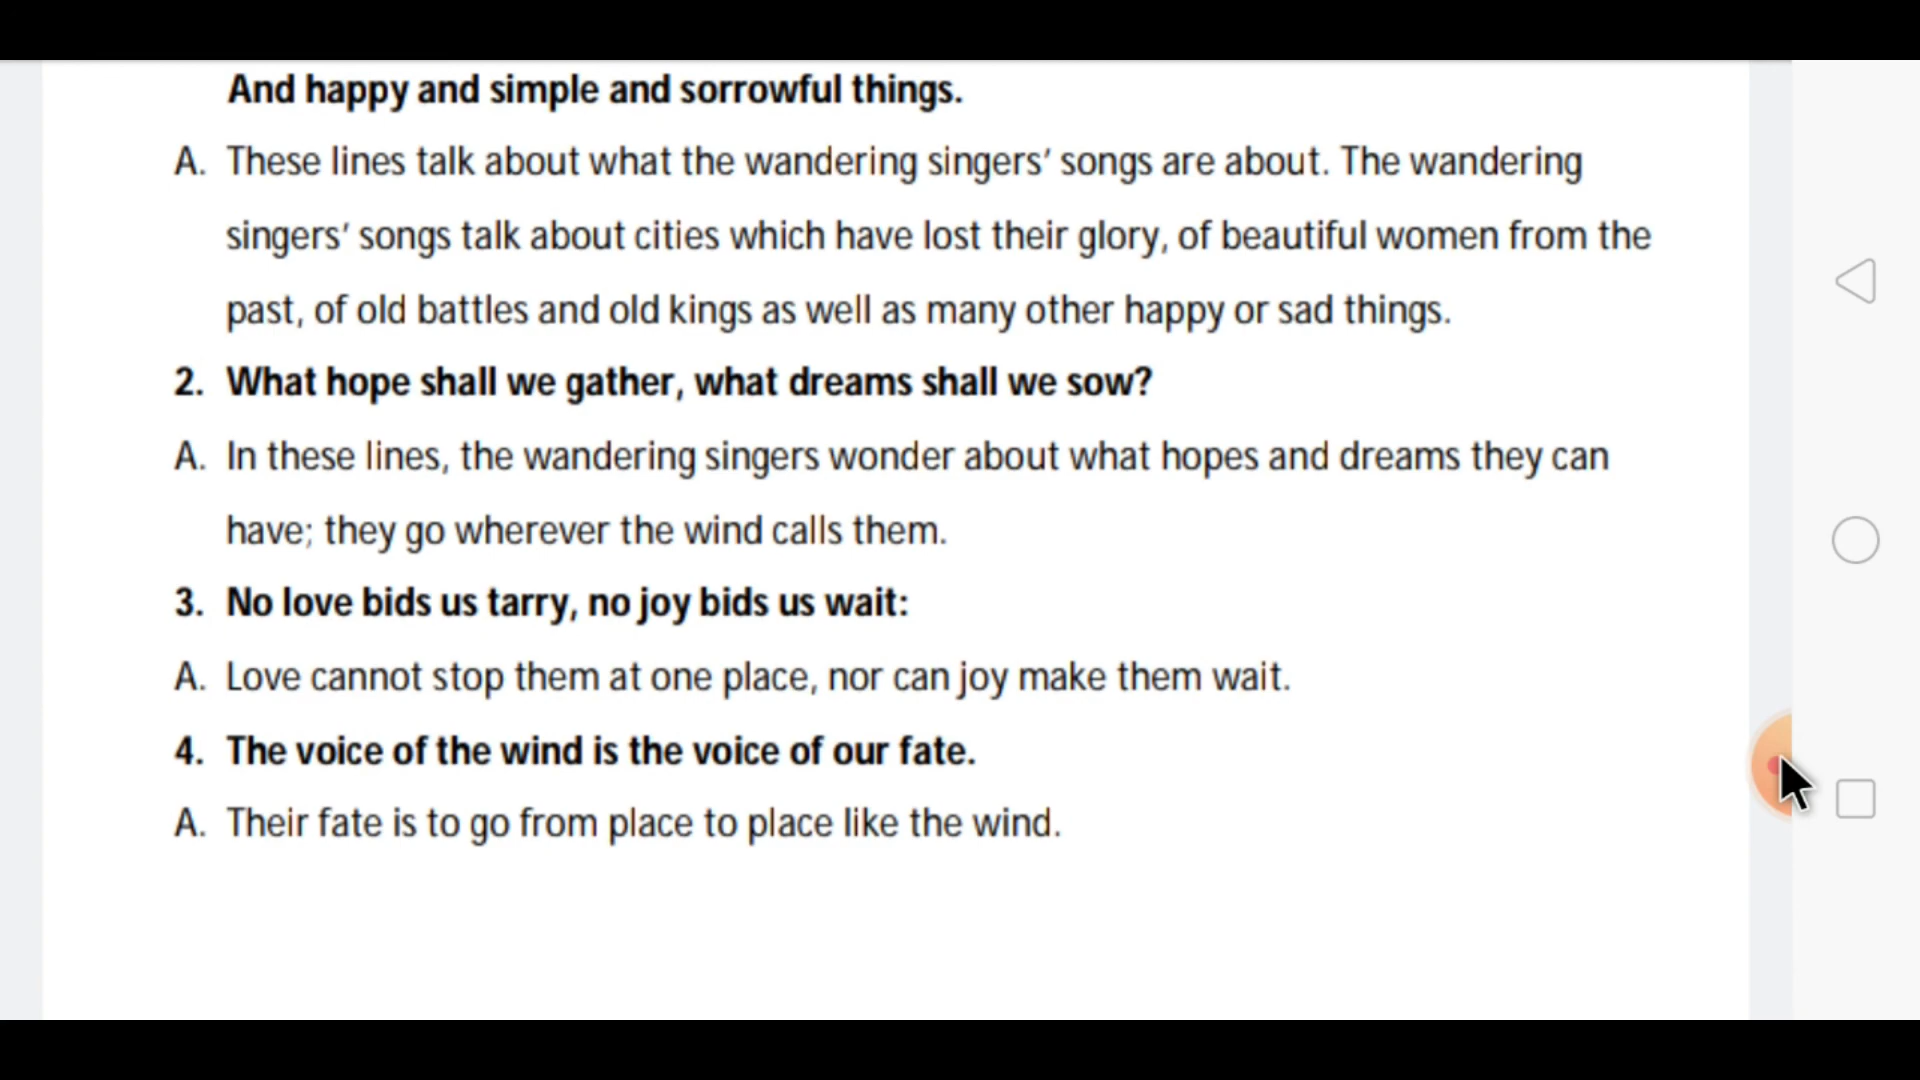 And happy and simple and sorrowful things.
A. These lines talk about what the wandering singers’ songs are about. The wandering
singers’ songs talk about cities which have lost their glory, of beautiful women from the
past, of old battles and old kings as well as many other happy or sad things.
2. What hope shall we gather, what dreams shall we sow?
A. In these lines, the wandering singers wonder about what hopes and dreams they can
have; they go wherever the wind calls them.
3. No love bids us tarry, no joy bids us wait:
A. Love cannot stop them at one place, nor can joy make them wait.
4. The voice of the wind is the voice of our fate.
A. Their fate is to go from place to place like the wind.